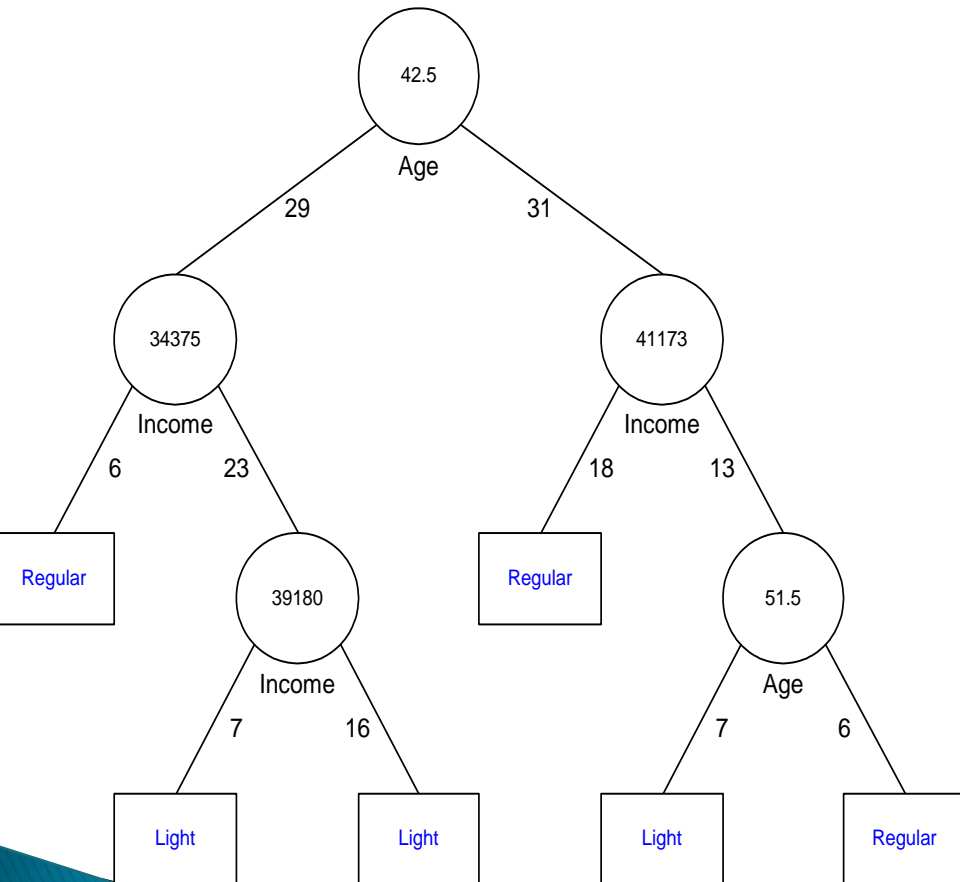 42.5
Age
29 31
34375 41173
Income Income
6 23 18 13
Regular Regular
39180 51.5
Income Age
7 16 7 6
Light Light Light Regular